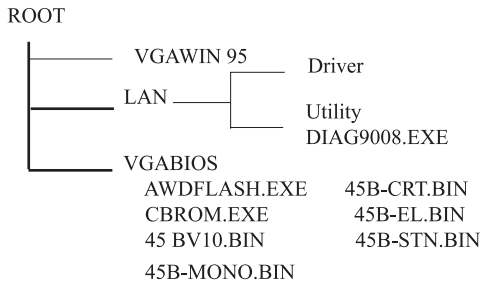 ROOT
VGAWIN 95
LAN
Driver
Utility
DIAG9008.EXE
VGABIOS
AWDFLASH.EXE 45B-CRT.BIN
CBROM.EXE 45B-EL.BIN
45 BV10.BIN 45B-STN.BIN
45B-MONO.BIN